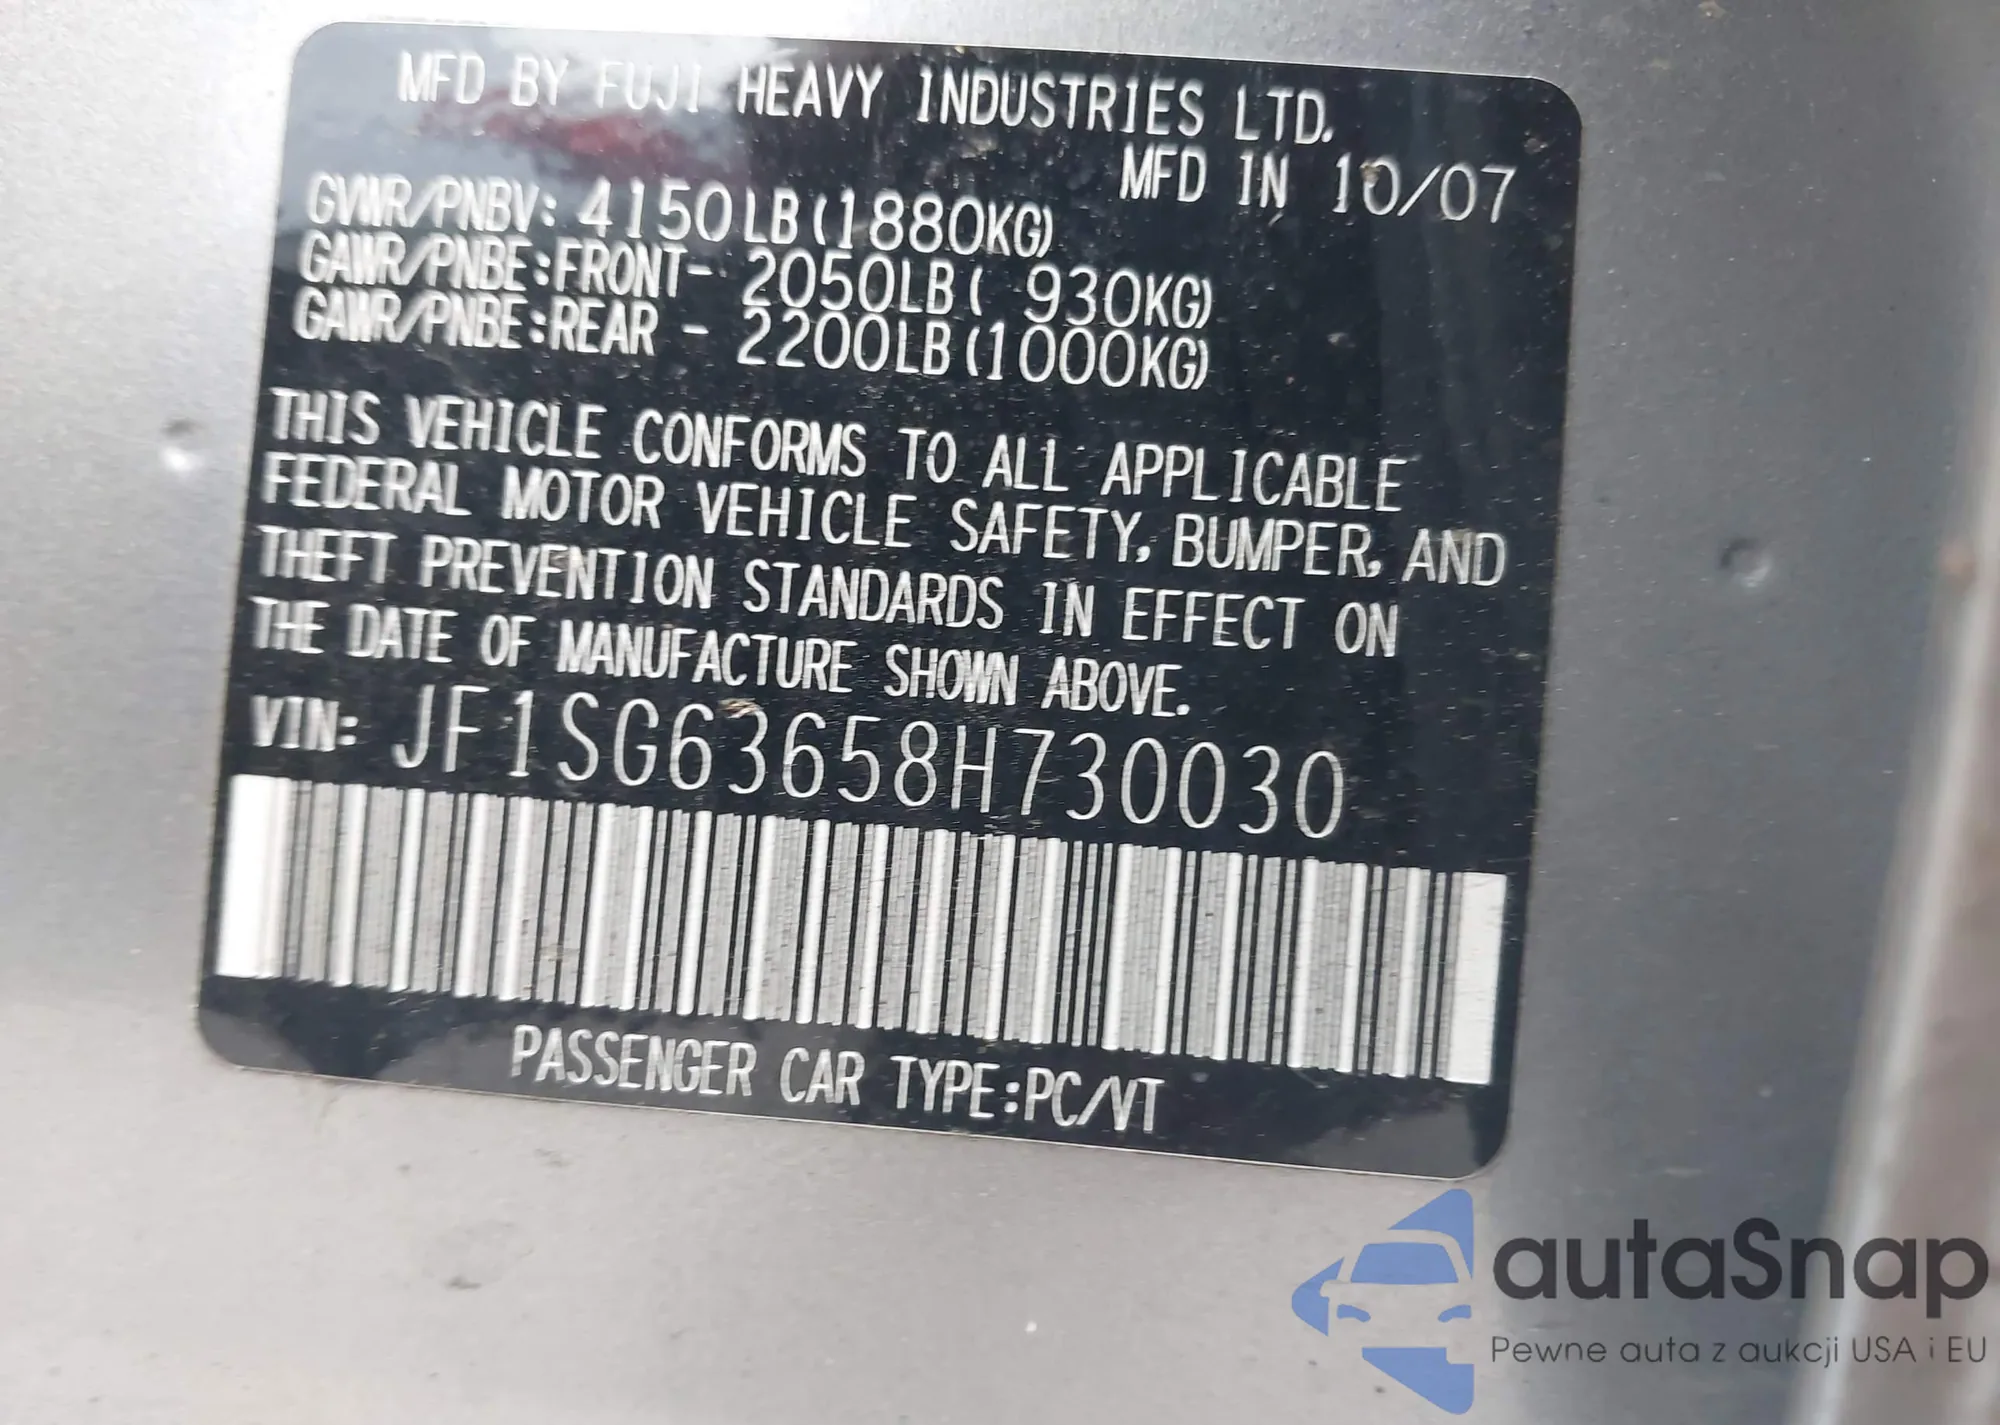 MFD BY FUJI HEAVY INDUSTRIES LTD.
MFD IN 10/07
GVWR/PNBV: 4150LB(1880KG)
GAWR/PNBE:FRONT- 2050LB( 930KG)
GAWR/PNBE:REAR - 2200LB(1000KG)
THIS VEHICLE CONFORMS TO ALL APPLICABLE
FEDERAL MOTOR VEHICLE SAFETY, BUMPER, AND
THEFT PREVENTION STANDARDS IN EFFECT ON
THE DATE OF MANUFACTURE SHOWN ABOVE.
VIN: JF1SG63658H730030
PASSENGER CAR TYPE:PC/VT
autaSnap
Pewne auta z aukcji USA i EU